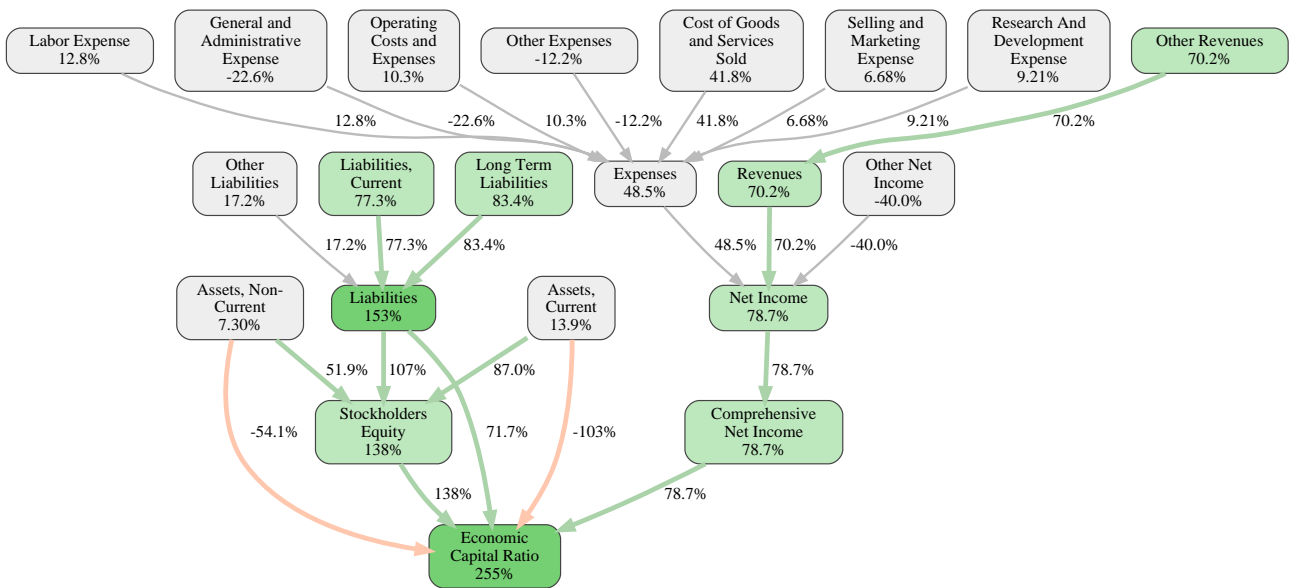 Labor Expense
12.8%
General and
Administrative
Expense
-22.6%
Operating
Costs and
Expenses
10.3%
Other Expenses
-12.2%
Cost of Goods
and Services
Sold
41.8%
Selling and
Marketing
Expense
6.68%
Research And
Development
Expense
9.21%
Other Revenues
70.2%
12.8%
-22.6%
10.3%
-12.2%
41.8%
6.68%
9.21%
70.2%
Other
Liabilities
17.2%
Liabilities,
Current
77.3%
Long Term
Liabilities
83.4%
Expenses
48.5%
Revenues
70.2%
Other Net
Income
-40.0%
17.2%
77.3%
83.4%
48.5%
70.2%
-40.0%
Assets, Non-
Current
7.30%
Liabilities
153%
Assets,
Current
13.9%
Net Income
78.7%
51.9%
107%
87.0%
78.7%
-54.1%
Stockholders
Equity
138%
71.7%
-103%
Comprehensive
Net Income
78.7%
138%
78.7%
Economic
Capital Ratio
255%